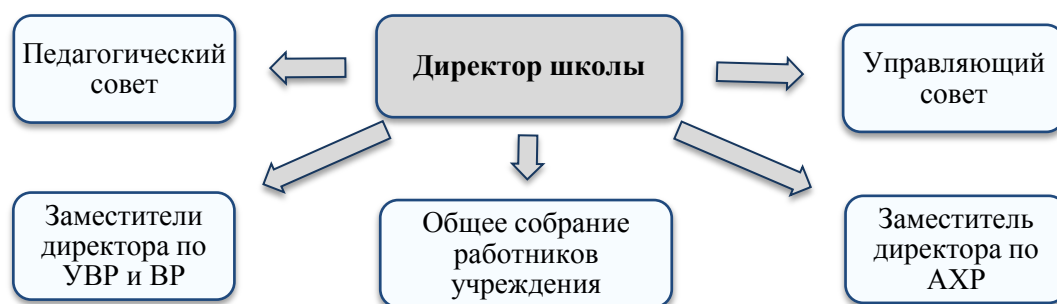 Педагогический
совет
Директор школы
Управляющий
совет
Заместители
директора по
УВР и ВР
Общее собрание
работников
учреждения
Заместитель
директора по
АХР